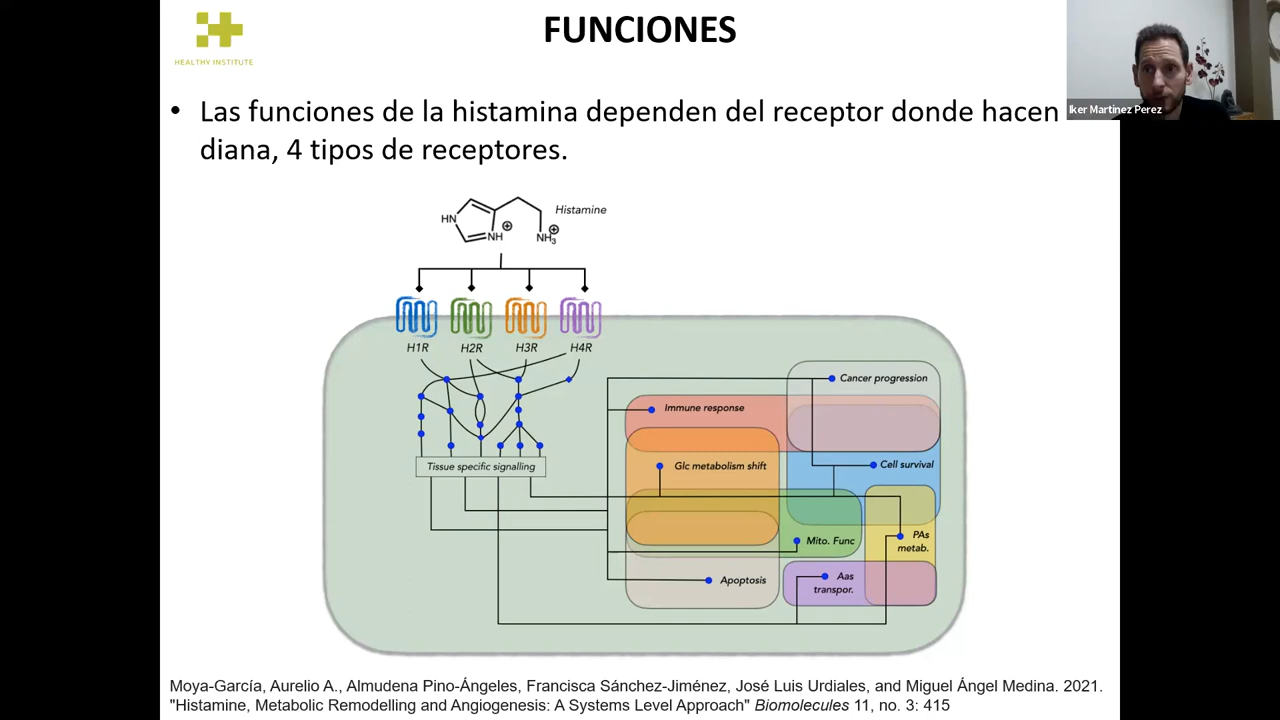 FUNCIONES
HEALTHY INSTITUTE
Iker Martinez Perez
• Las funciones de la histamina dependen del receptor donde hacen
diana, 4 tipos de receptores.
Histamine
HN
NH
NH3
H1R H2R H3R H4R
Cancer progression
Immune response
Glc metabolism shift
Cell survival
Tissue specific signalling
PAs
metab.
Mito. Func
Apoptosis
Aas
transpor.
Moya-García, Aurelio A., Almudena Pino-Ángeles, Francisca Sánchez-Jiménez, José Luis Urdiales, and Miguel Ángel Medina. 2021.
"Histamine, Metabolic Remodelling and Angiogenesis: A Systems Level Approach" Biomolecules 11, no. 3: 415